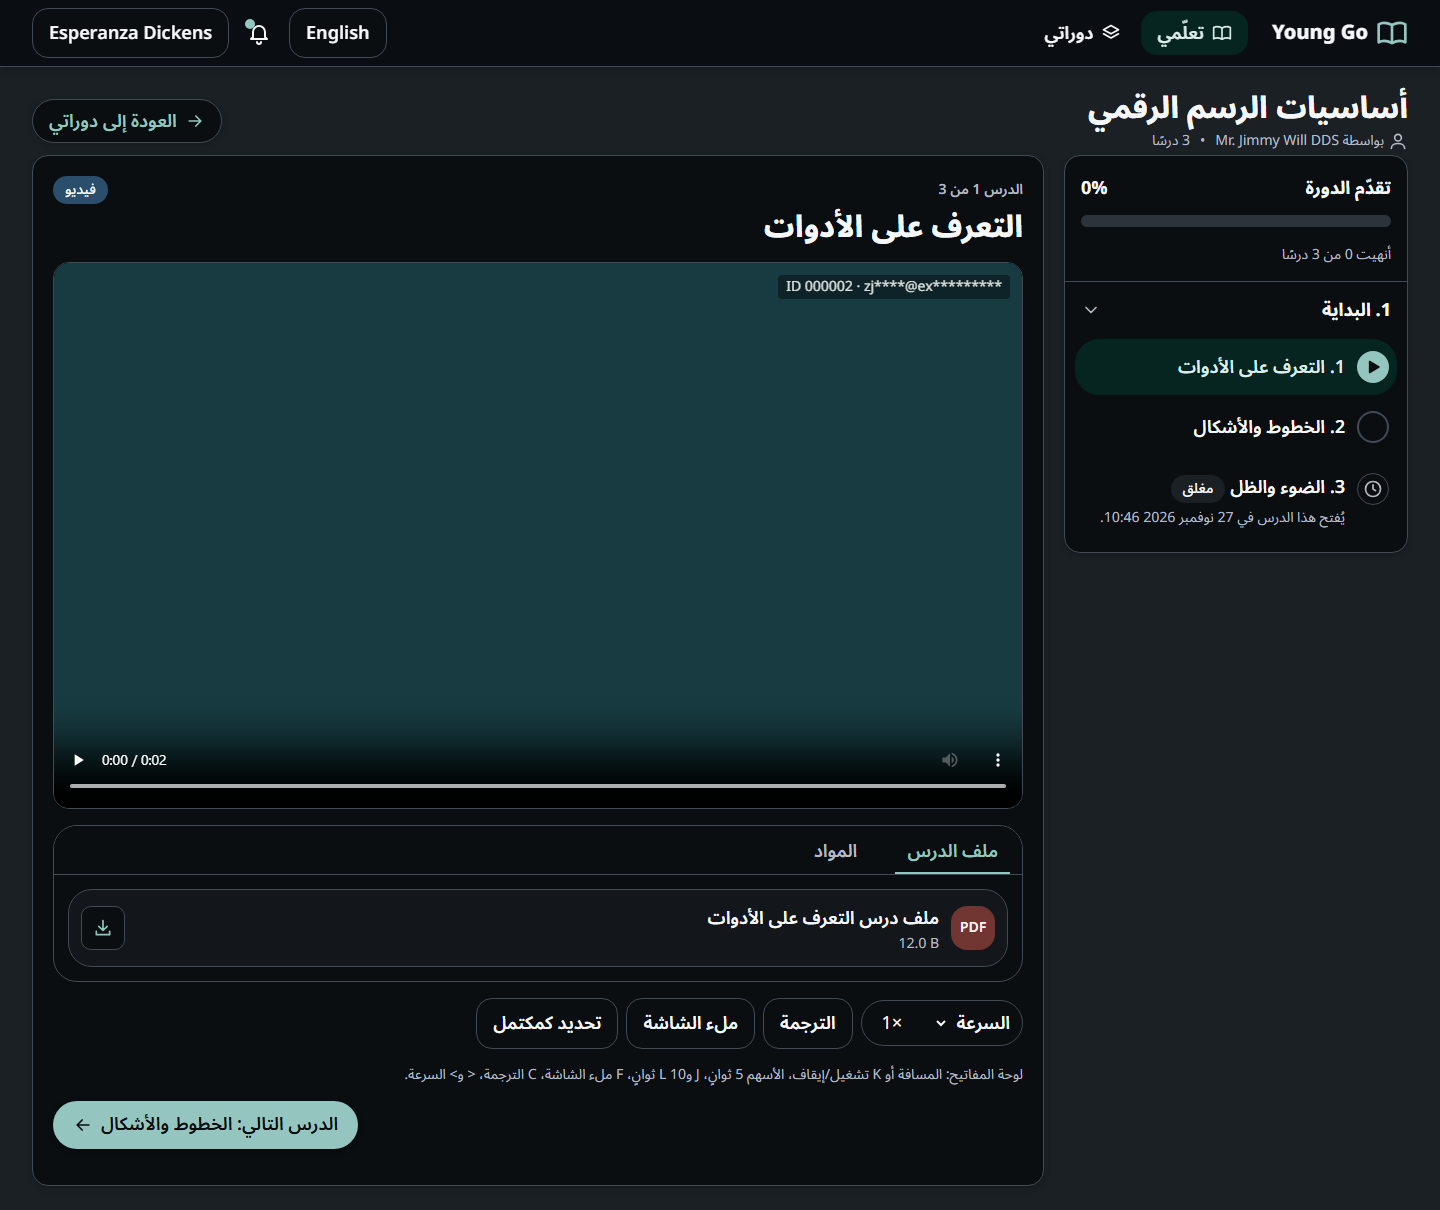 Young Go
تعلّمي
دوراتي
English
Esperanza Dickens
أساسيات الرسم الرقمي
بواسطة Mr. Jimmy Will DDS • 3 درسًا
العودة إلى دوراتي
تقدّم الدورة 0%
أنهيت 0 من 3 درسًا
1. البداية
1. التعرف على الأدوات
2. الخطوط والأشكال
3. الضوء والظل مغلق
يُفتح هذا الدرس في 27 نوفمبر 2026 10:46.
الدرس 1 من 3
فيديو
التعرف على الأدوات
ID 000002 · zj****@ex*********
0:00 / 0:02
ملف الدرس
المواد
PDF
ملف درس التعرف على الأدوات
12.0 B
السرعة 1×
الترجمة
ملء الشاشة
تحديد كمكتمل
لوحة المفاتيح: المسافة أو K تشغيل/إيقاف، الأسهم 5 ثوانٍ، J و10 L ثوانٍ، F ملء الشاشة، C الترجمة، < و> السرعة.
الدرس التالي: الخطوط والأشكال